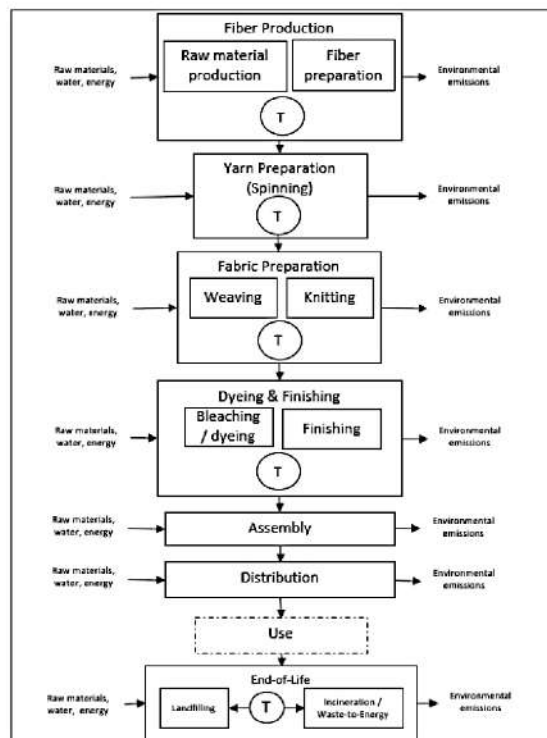 Fiber Production
Raw material production
Fiber preparation
Raw materials, water, energy
Environmental emissions
T
Yarn Preparation (Spinning)
Raw materials, water, energy
Environmental emissions
T
Fabric Preparation
Weaving
Knitting
Raw materials, water, energy
Environmental emissions
T
Dyeing & Finishing
Bleaching / dyeing
Finishing
Raw materials, water, energy
Environmental emissions
T
Raw materials, water, energy
Assembly
Environmental emissions
Raw materials, water, energy
Distribution
Environmental emissions
Use
End-of-Life
Raw materials, water, energy
Landfilling
T
Incineration / Waste-to-Energy
Environmental emissions